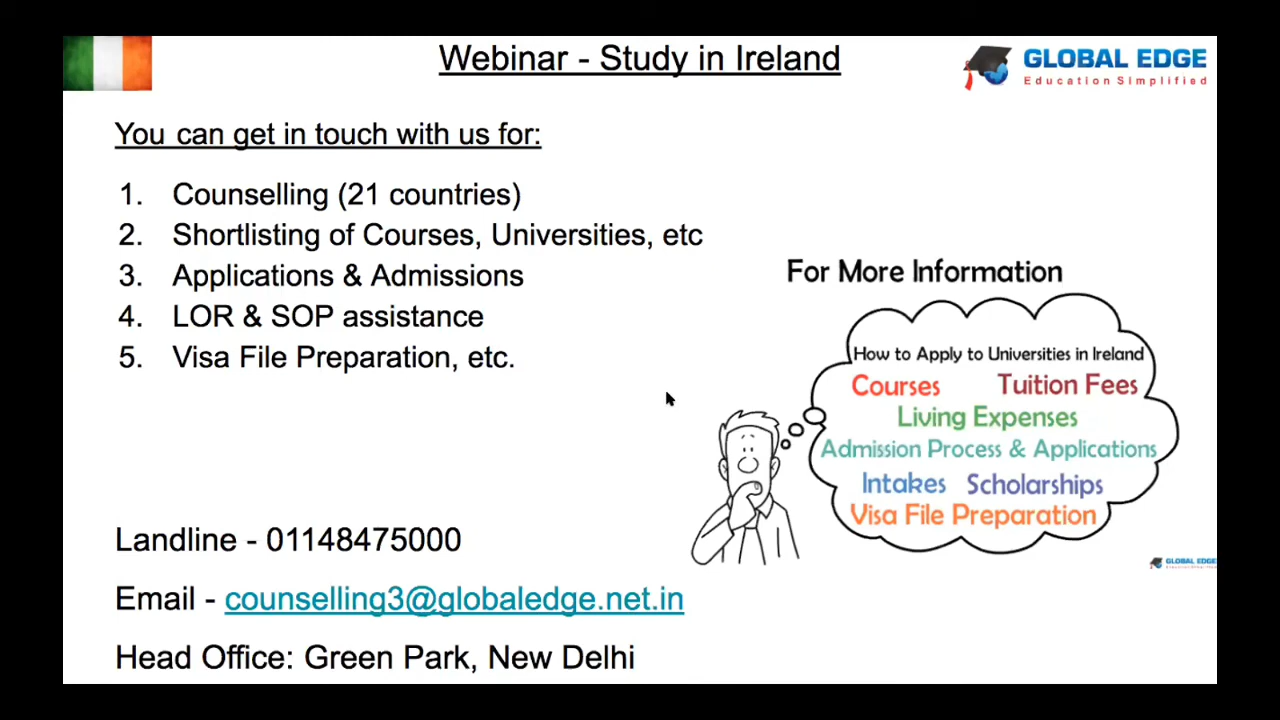 Webinar - Study in Ireland
GLOBAL EDGE
Education Simplified
You can get in touch with us for:
1. Counselling (21 countries)
2. Shortlisting of Courses, Universities, etc
3. Applications & Admissions
4. LOR & SOP assistance
5. Visa File Preparation, etc.
For More Information
How to Apply to Universities in Ireland
Courses Tuition Fees
Living Expenses
Admission Process & Applications
Intakes Scholarships
Visa File Preparation
GLOBAL EDGE
Landline - 01148475000
Email - counselling3@globaledge.net.in
Head Office: Green Park, New Delhi